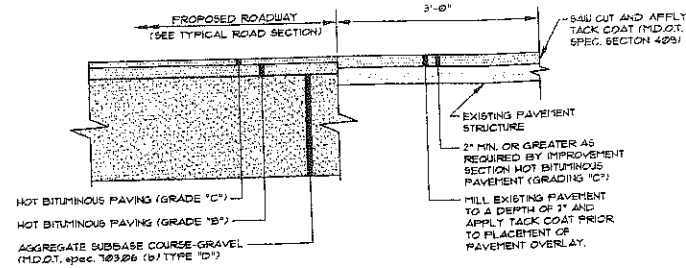 PROPOSED ROADWAY
(SEE TYPICAL ROAD SECTION)
3'-0"
SAW CUT AND APPLY
TACK COAT (M.D.O.T.
SPEC. SECTON 409)
EXISTING PAVEMENT
STRUCTURE
2" MIN. OR GREATER AS
REQUIRED BY IMPROVEMENT
SECTION HOT BITUMINOUS
PAVEMENT (GRADING "C")
MILL EXISTING PAVEMENT
TO A DEPTH OF 2" AND
APPLY TACK COAT PRIOR
TO PLACEMENT OF
PAVEMENT OVERLAY.
HOT BITUMINOUS PAVING (GRADE "C")
HOT BITUMINOUS PAVING (GRADE "B")
AGGREGATE SUBBASE COURSE-GRAVEL
(M.D.O.T. spec. 703.06 (b) TYPE "D")